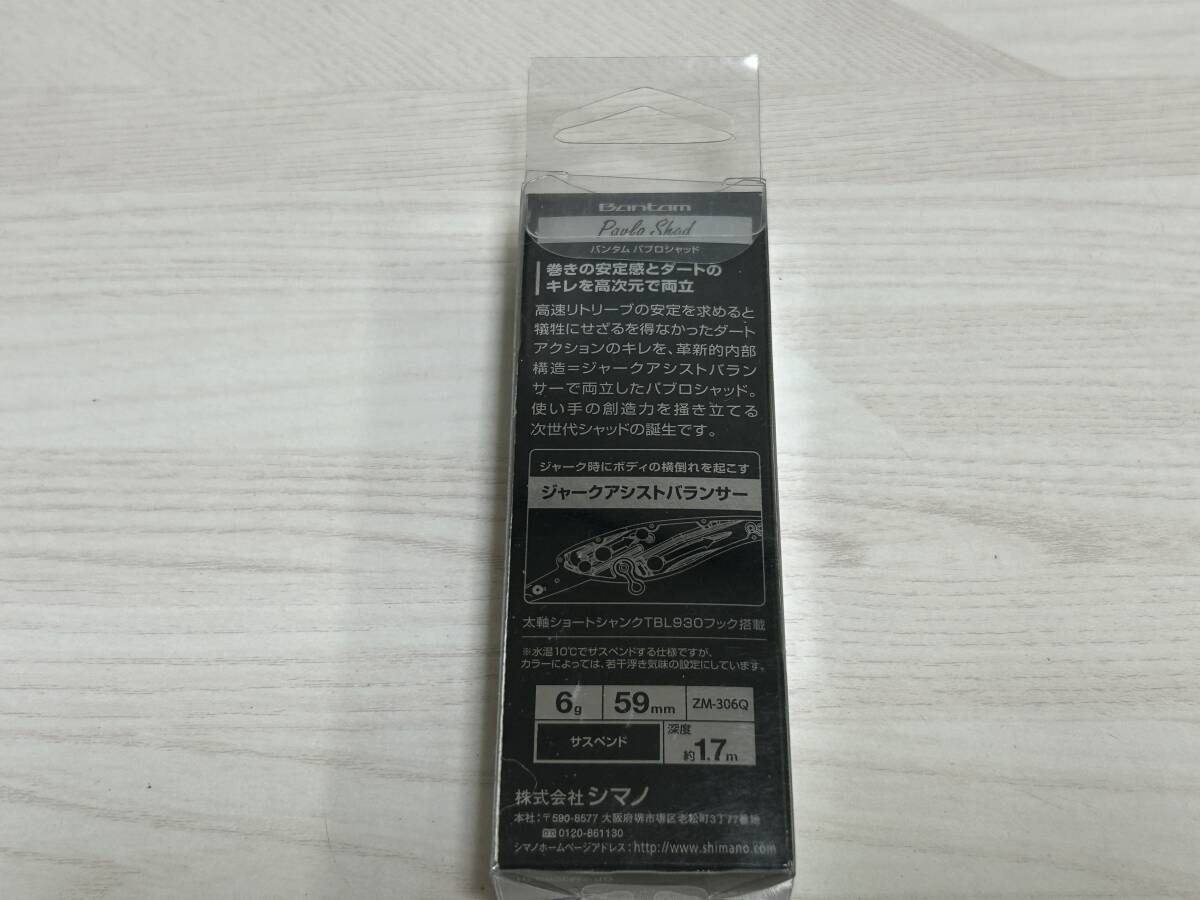 Bantam
Pavlo Shad
バンタム パブロシャッド
巻きの安定感とダートの
キレを高次元で両立
高速リトリーブの安定を求めると
犠牲にせざるを得なかったダート
アクションのキレを、革新的内部
構造=ジャークアシストバラン
サーで両立したパブロシャッド。
使い手の創造力を掻き立てる
次世代シャッドの誕生です。
ジャーク時にボディの横倒れを起こす
ジャークアシストバランサー
太軸ショートシャンクTBL930フック搭載
※水温10℃でサスペンドする仕様ですが、
カラーによっては、若干浮き気味の設定にしています。
6g 59mm ZM-306Q
サスペンド 深度 約1.7m
株式会社シマノ
本社:〒590-8577 大阪府堺市堺区老松町3丁77番地
0120-861130
シマノホームページアドレス:http://www.shimano.com